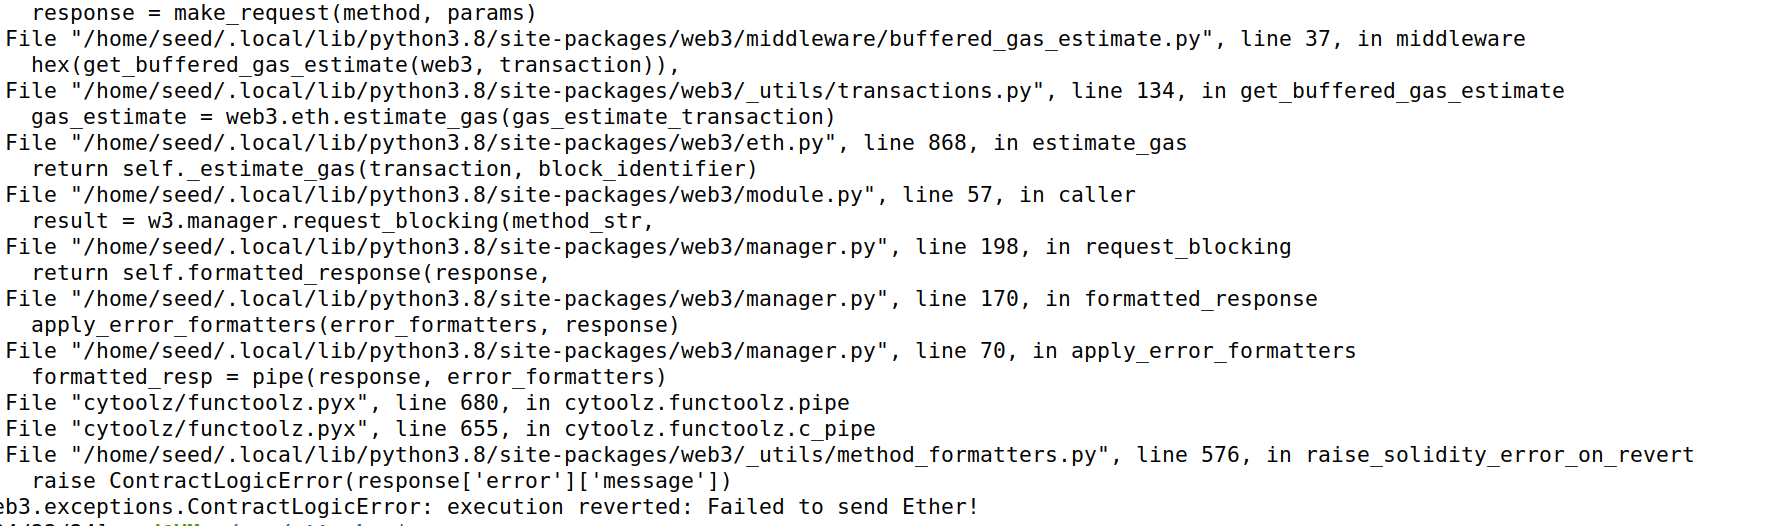 response = make_request(method, params)
File "/home/seed/.local/lib/python3.8/site-packages/web3/middleware/buffered_gas_estimate.py", line 37, in middleware
hex(get_buffered_gas_estimate(web3, transaction)),
File "/home/seed/.local/lib/python3.8/site-packages/web3/_utils/transactions.py", line 134, in get_buffered_gas_estimate
gas_estimate = web3.eth.estimate_gas(gas_estimate_transaction)
File "/home/seed/.local/lib/python3.8/site-packages/web3/eth.py", line 868, in estimate_gas
return self._estimate_gas(transaction, block_identifier)
File "/home/seed/.local/lib/python3.8/site-packages/web3/module.py", line 57, in caller
result = w3.manager.request_blocking(method_str,
File "/home/seed/.local/lib/python3.8/site-packages/web3/manager.py", line 198, in request_blocking
return self.formatted_response(response,
File "/home/seed/.local/lib/python3.8/site-packages/web3/manager.py", line 170, in formatted_response
apply_error_formatters(error_formatters, response)
File "/home/seed/.local/lib/python3.8/site-packages/web3/manager.py", line 70, in apply_error_formatters
formatted_resp = pipe(response, error_formatters)
File "cytoolz/functoolz.pyx", line 680, in cytoolz.functoolz.pipe
File "cytoolz/functoolz.pyx", line 655, in cytoolz.functoolz.c_pipe
File "/home/seed/.local/lib/python3.8/site-packages/web3/_utils/method_formatters.py", line 576, in raise_solidity_error_on_revert
raise ContractLogicError(response['error']['message'])
eb3.exceptions.ContractLogicError: execution reverted: Failed to send Ether!